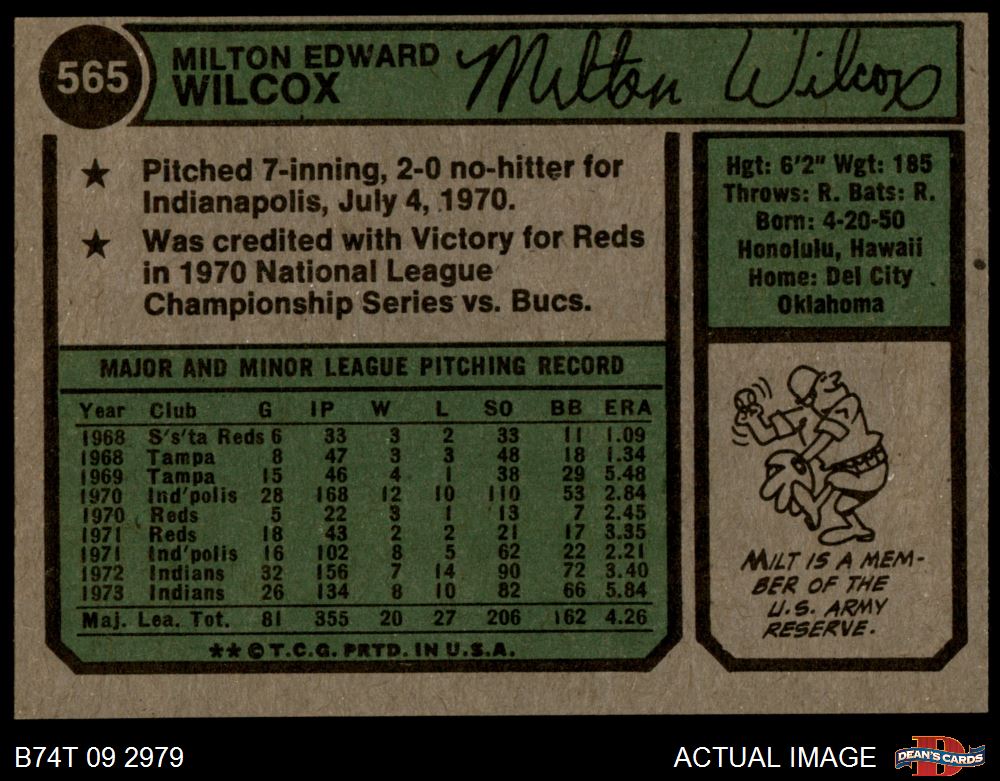 565
MILTON EDWARD
WILCOX
Milton Wilcox
★ Pitched 7-inning, 2-0 no-hitter for
Indianapolis, July 4, 1970.
★ Was credited with Victory for Reds
in 1970 National League
Championship Series vs. Bucs.
Hgt: 6'2" Wgt: 185
Throws: R. Bats: R.
Born: 4-20-50
Honolulu, Hawaii
Home: Del City
Oklahoma
MAJOR AND MINOR LEAGUE PITCHING RECORD
Year Club G IP W L SO BB ERA
1968 S's'ta Reds 6 33 3 2 33 11 1.09
1968 Tampa 8 47 3 3 48 18 1.34
1969 Tampa 15 46 4 1 38 29 5.48
1970 Ind'polis 28 168 12 10 110 53 2.84
1970 Reds 5 22 3 1 13 7 2.45
1971 Reds 18 43 2 2 21 17 3.35
1971 Ind'polis 16 102 8 5 62 22 2.21
1972 Indians 32 156 7 14 90 72 3.40
1973 Indians 26 134 8 10 82 66 5.84
Maj. Lea. Tot. 81 355 20 27 206 162 4.26
★★©T.C.G. PRTD. IN U.S.A.
MILT IS A MEM-
BER OF THE
U.S. ARMY
RESERVE.
B74T 09 2979
ACTUAL IMAGE
D
DEAN'S CARDS